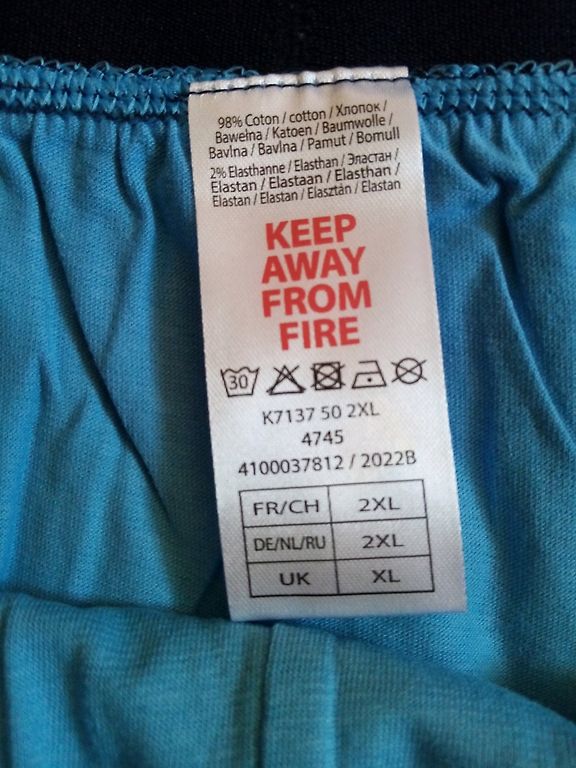 98% Coton / cotton / Хлопок /
Bawełna / Katoen / Baumwolle /
Bavlna / Bavlna / Pamut / Bomull
2% Elasthanne / Elasthan / Эластан /
Elastan / Elastaan / Elasthan /
Elastan / Elastan / Elasztán / Elastan
KEEP
AWAY
FROM
FIRE
30
K7137 50 2XL
4745
4100037812 / 2022B
FR/CH 2XL
DE/NL/RU 2XL
UK XL